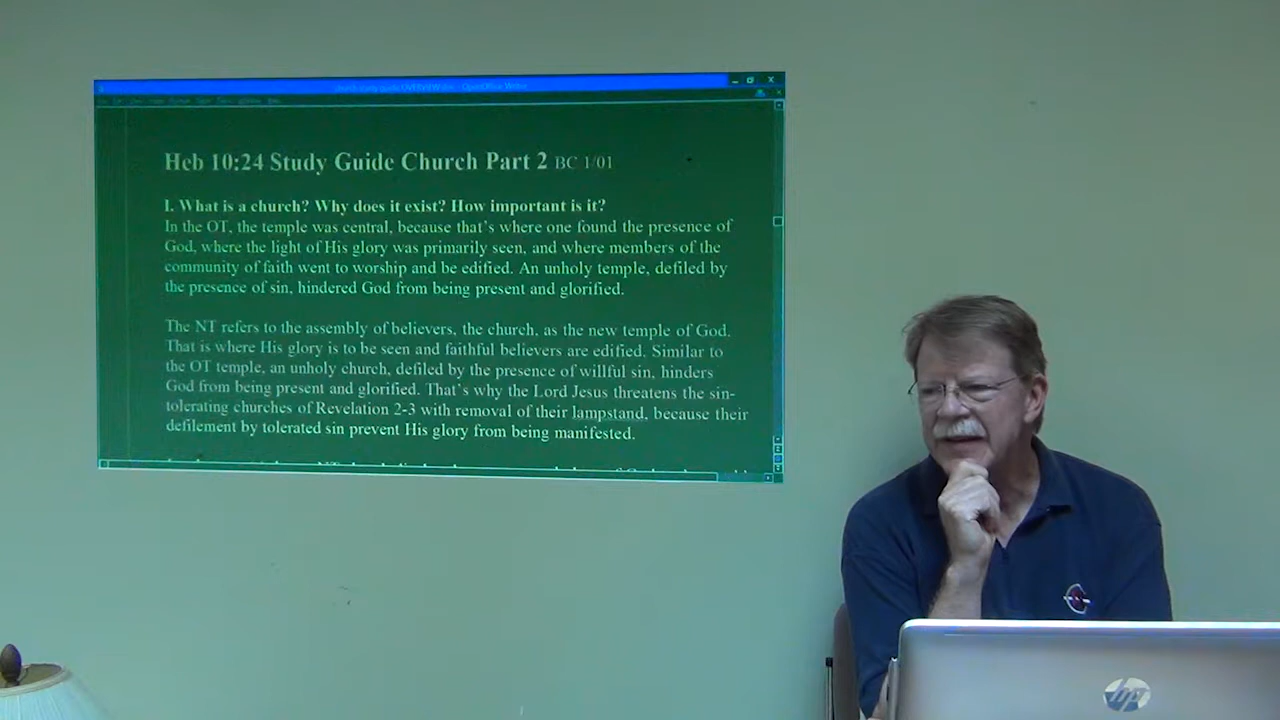 - OpenOffice Writer
Heb 10:24 Study Guide Church Part 2 BC 1/01
I. What is a church? Why does it exist? How important is it?
In the OT, the temple was central, because that's where one found the presence of
God, where the light of His glory was primarily seen, and where members of the
community of faith went to worship and be edified. An unholy temple, defiled by
the presence of sin, hindered God from being present and glorified.
The NT refers to the assembly of believers, the church, as the new temple of God.
That is where His glory is to be seen and faithful believers are edified. Similar to
the OT temple, an unholy church, defiled by the presence of willful sin, hinders
God from being present and glorified. That's why the Lord Jesus threatens the sin-
tolerating churches of Revelation 2-3 with removal of their lampstand, because their
defilement by tolerated sin prevent His glory from being manifested.
hp